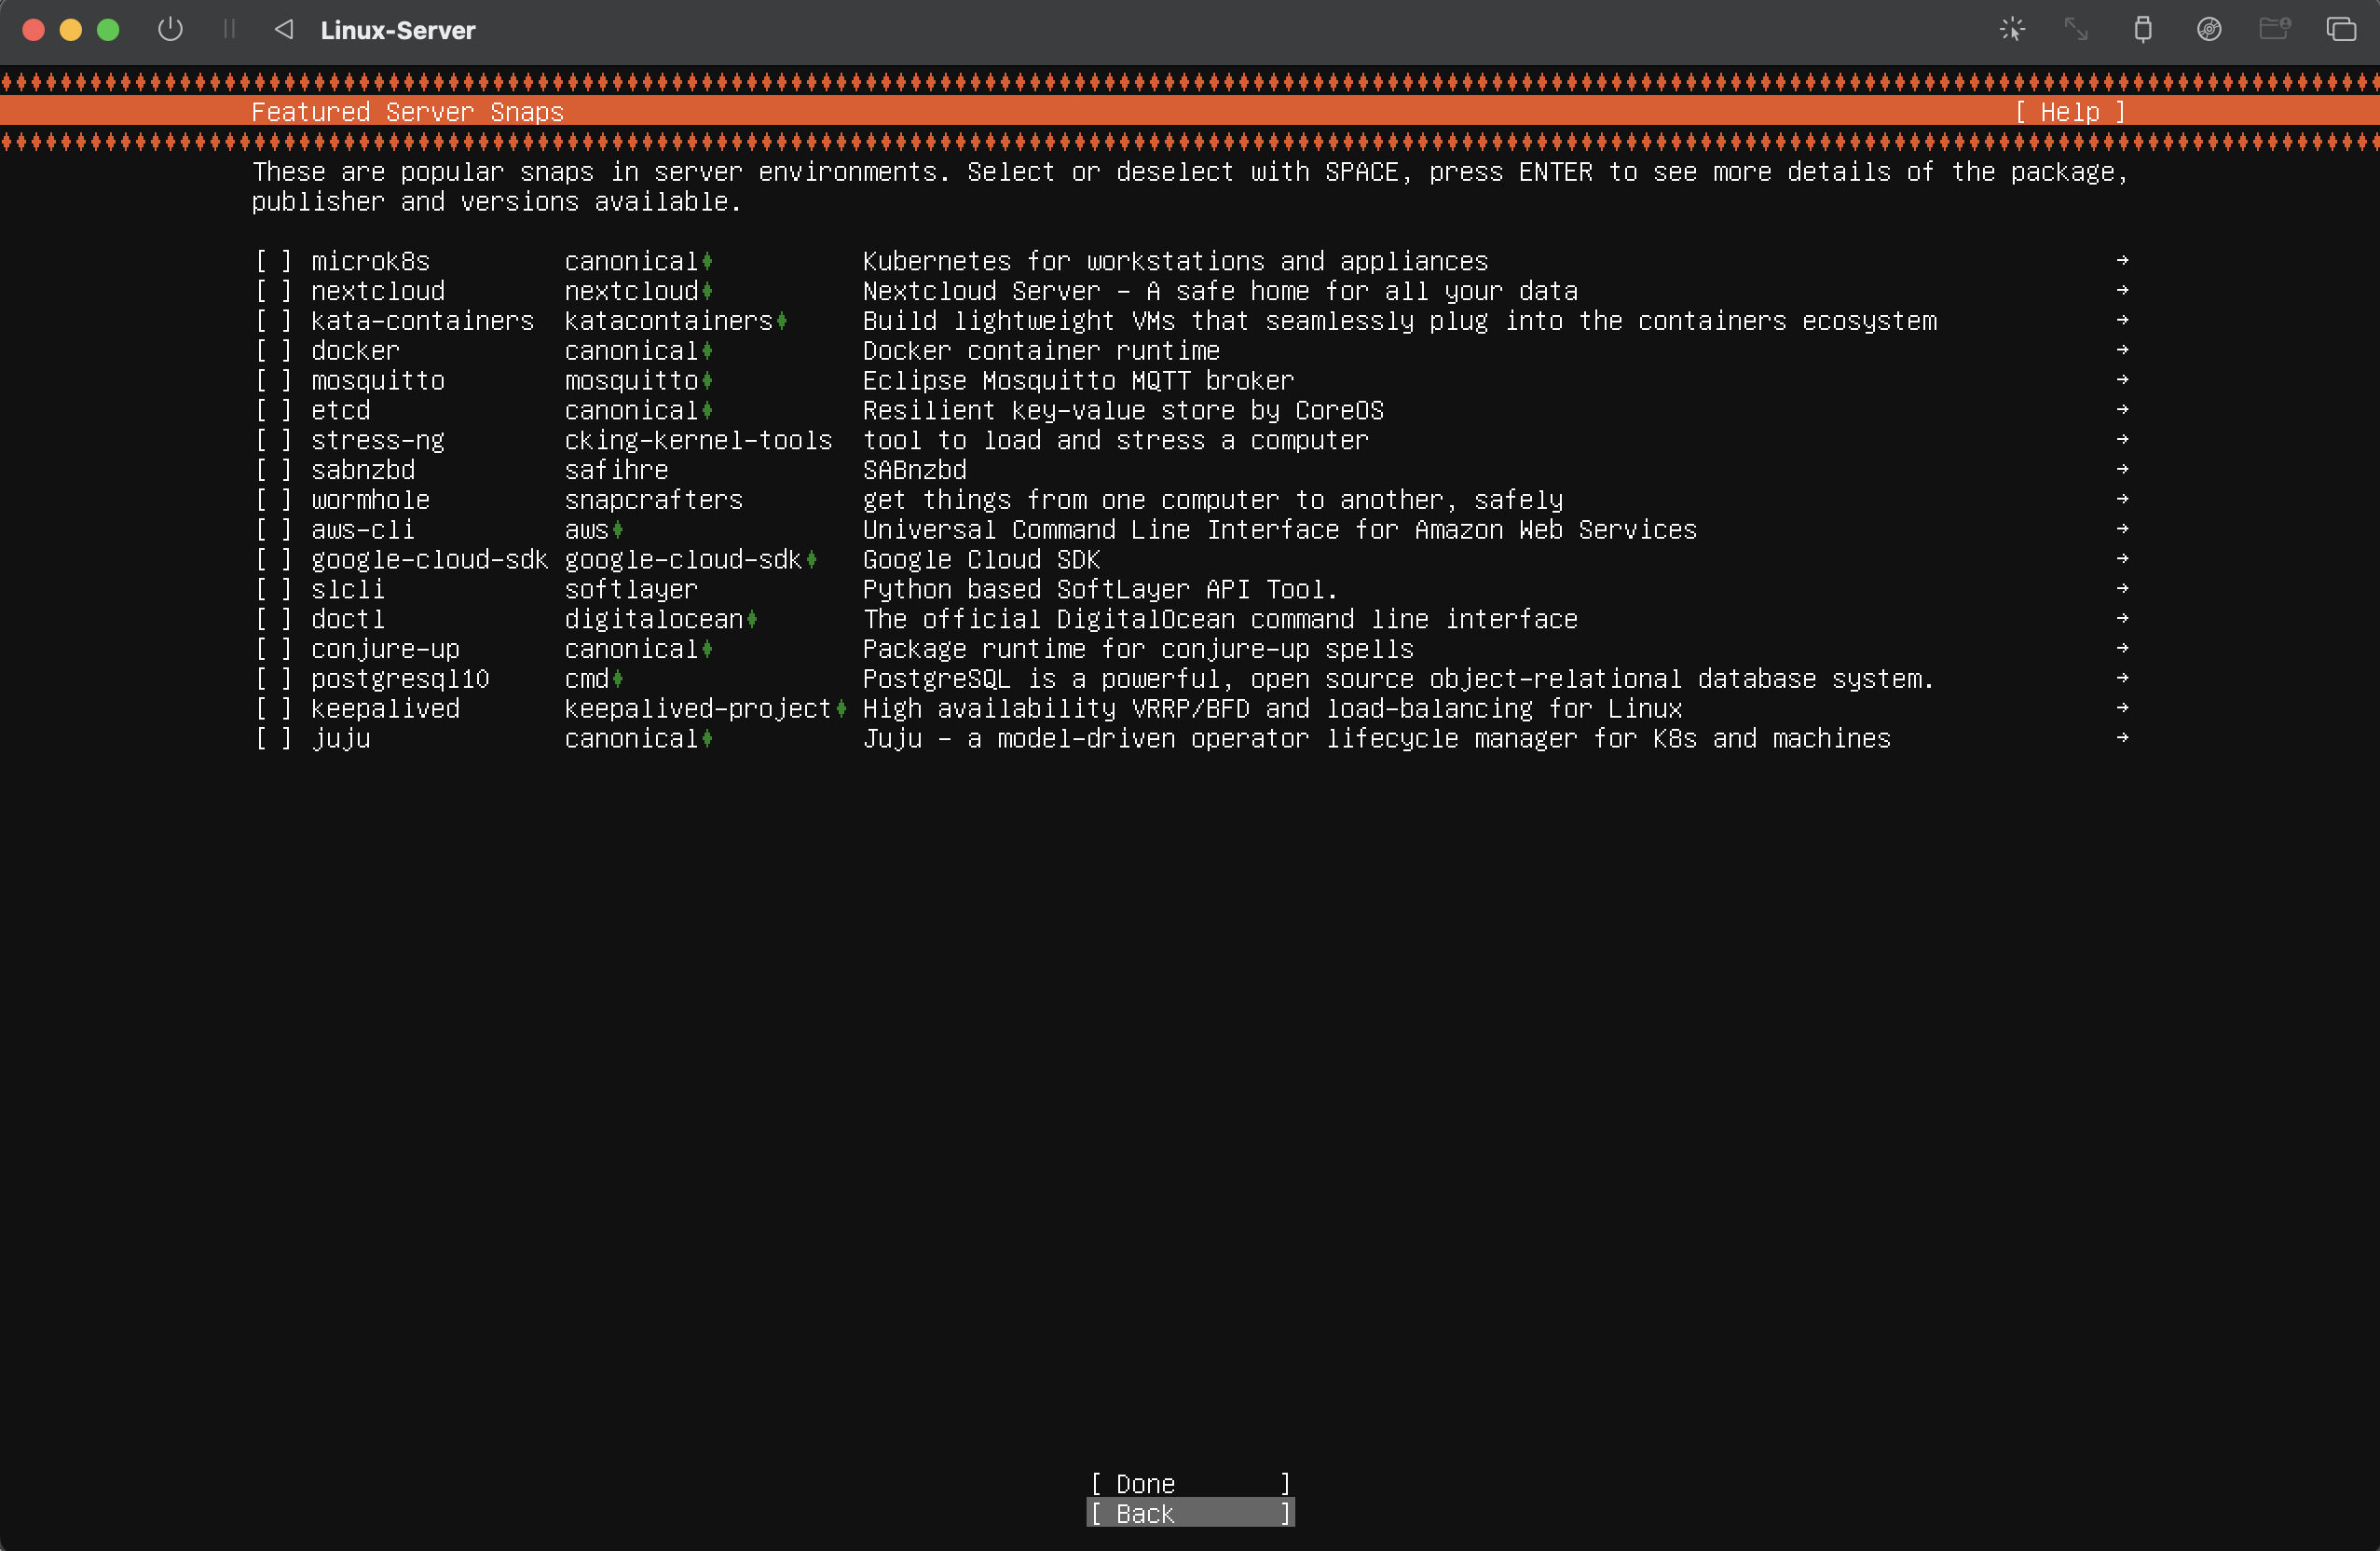 Linux-Server
Featured Server Snaps [ Help ]
These are popular snaps in server environments. Select or deselect with SPACE, press ENTER to see more details of the package,
publisher and versions available.
[ ] microk8s canonical Kubernetes for workstations and appliances →
[ ] nextcloud nextcloud Nextcloud Server - A safe home for all your data →
[ ] kata-containers katacontainers Build lightweight VMs that seamlessly plug into the containers ecosystem →
[ ] docker canonical Docker container runtime →
[ ] mosquitto mosquitto Eclipse Mosquitto MQTT broker →
[ ] etcd canonical Resilient key-value store by CoreOS →
[ ] stress-ng cking-kernel-tools tool to load and stress a computer →
[ ] sabnzbd safihre SABnzbd →
[ ] wormhole snapcrafters get things from one computer to another, safely →
[ ] aws-cli aws Universal Command Line Interface for Amazon Web Services →
[ ] google-cloud-sdk google-cloud-sdk Google Cloud SDK →
[ ] slcli softlayer Python based SoftLayer API Tool. →
[ ] doctl digitalocean The official DigitalOcean command line interface →
[ ] conjure-up canonical Package runtime for conjure-up spells →
[ ] postgresql10 cmd PostgreSQL is a powerful, open source object-relational database system. →
[ ] keepalived keepalived-project High availability VRRP/BFD and load-balancing for Linux →
[ ] juju canonical Juju - a model-driven operator lifecycle manager for K8s and machines →
[ Done ]
[ Back ]